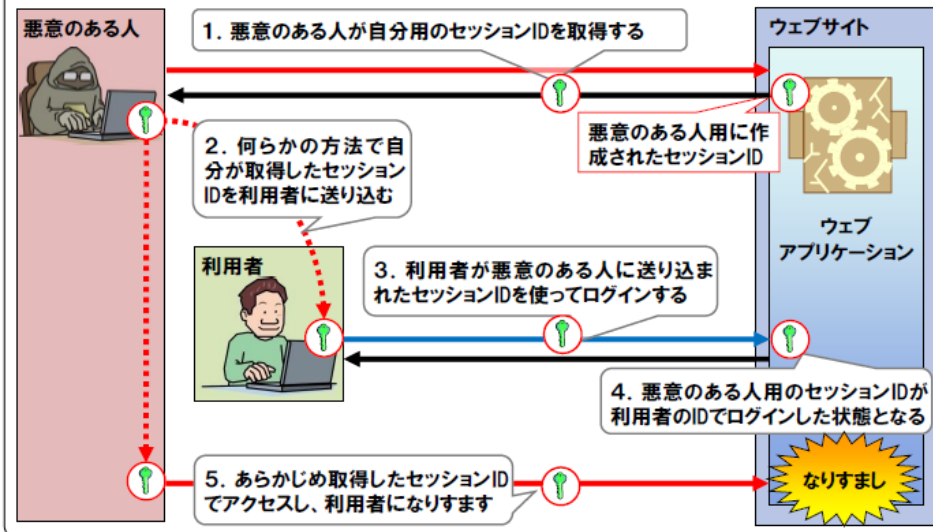 悪意のある人
1. 悪意のある人が自分用のセッションIDを取得する
ウェブサイト
悪意のある人用に作
成されたセッションID
2. 何らかの方法で自
分が取得したセッション
IDを利用者に送り込む
ウェブ
アプリケーション
利用者
3. 利用者が悪意のある人に送り込ま
れたセッションIDを使ってログインする
4. 悪意のある人用のセッションIDが
利用者のIDでログインした状態となる
5. あらかじめ取得したセッションID
でアクセスし、利用者になりすます
なりすまし